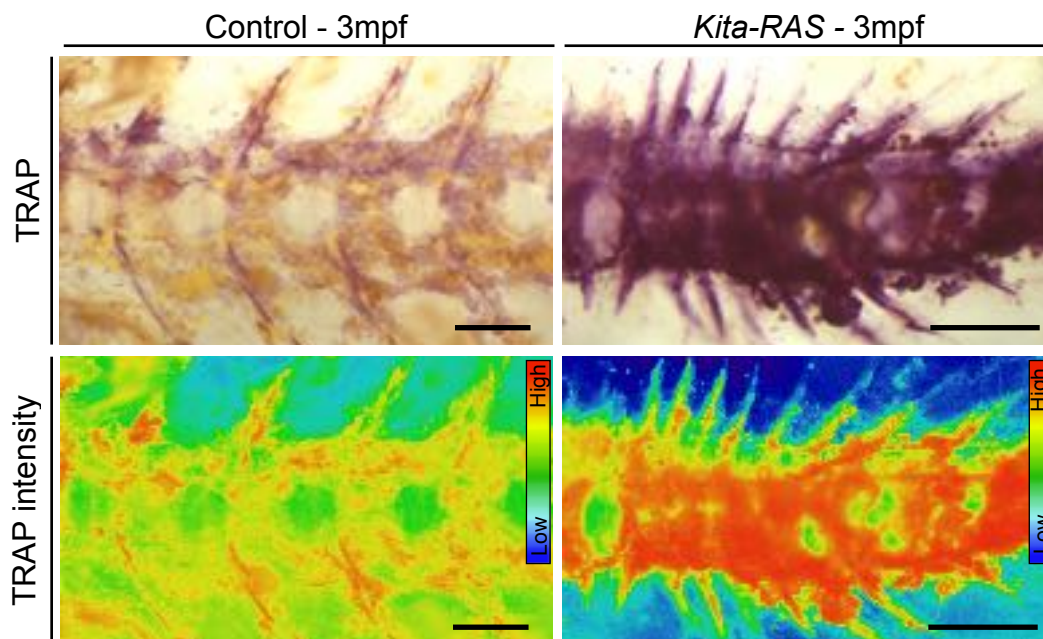 Control - 3mpf
Kita-RAS - 3mpf
TRAP
TRAP intensity
High
Low
High
Low